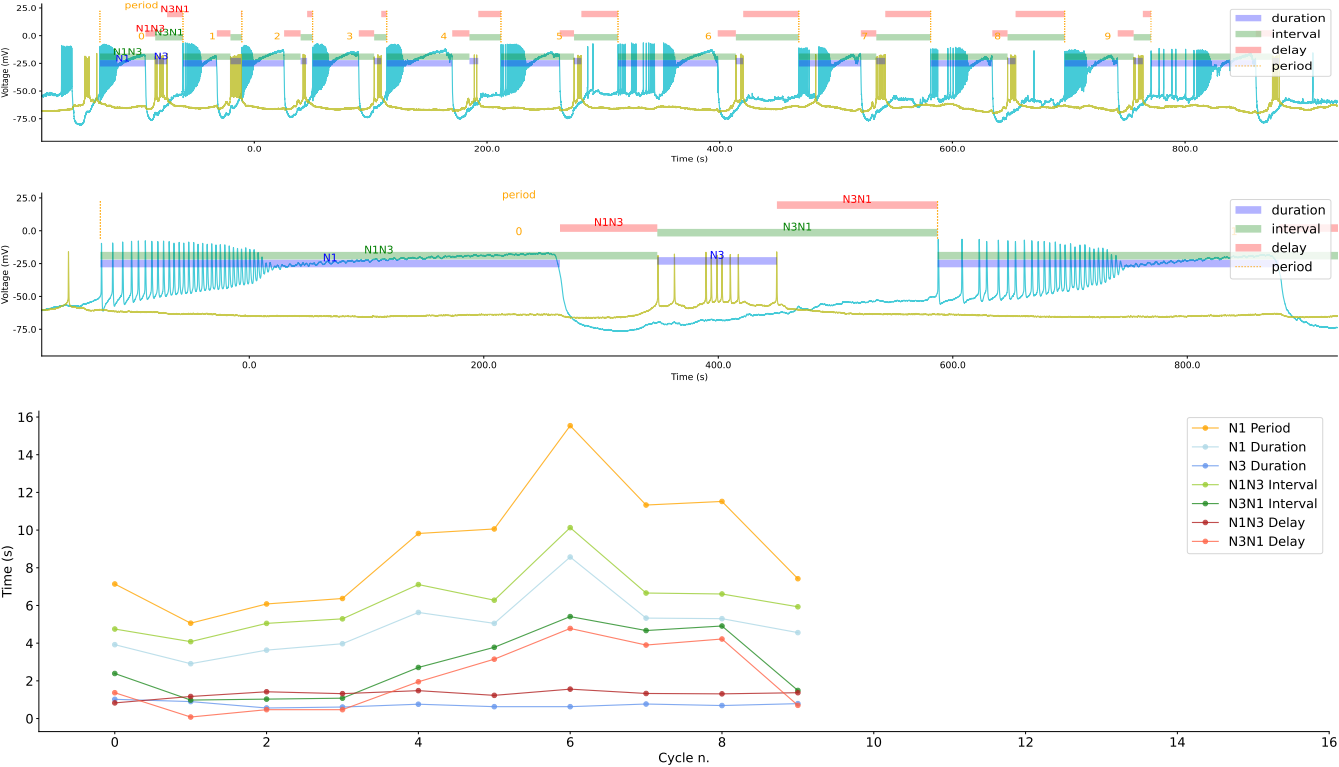 period
N3N1
25.0
duration
N1N3
N3N1
0.0
0
1
2
3
4
5
6
7
8
9
interval
delay
N1N3
-25.0
N1
N3
period
-50.0
-75.0
Voltage (mV)
0.0
200.0
400.0
600.0
800.0
Time (s)
period
25.0
N3N1
duration
N1N3
N3N1
0.0
0
interval
delay
N1N3
N1
N3
-25.0
period
-50.0
-75.0
Voltage (mV)
0.0
200.0
400.0
600.0
800.0
Time (s)
16
14
12
10
8
6
4
2
0
Time (s)
N1 Period
N1 Duration
N3 Duration
N1N3 Interval
N3N1 Interval
N1N3 Delay
N3N1 Delay
0
2
4
6
8
10
12
14
16
Cycle n.